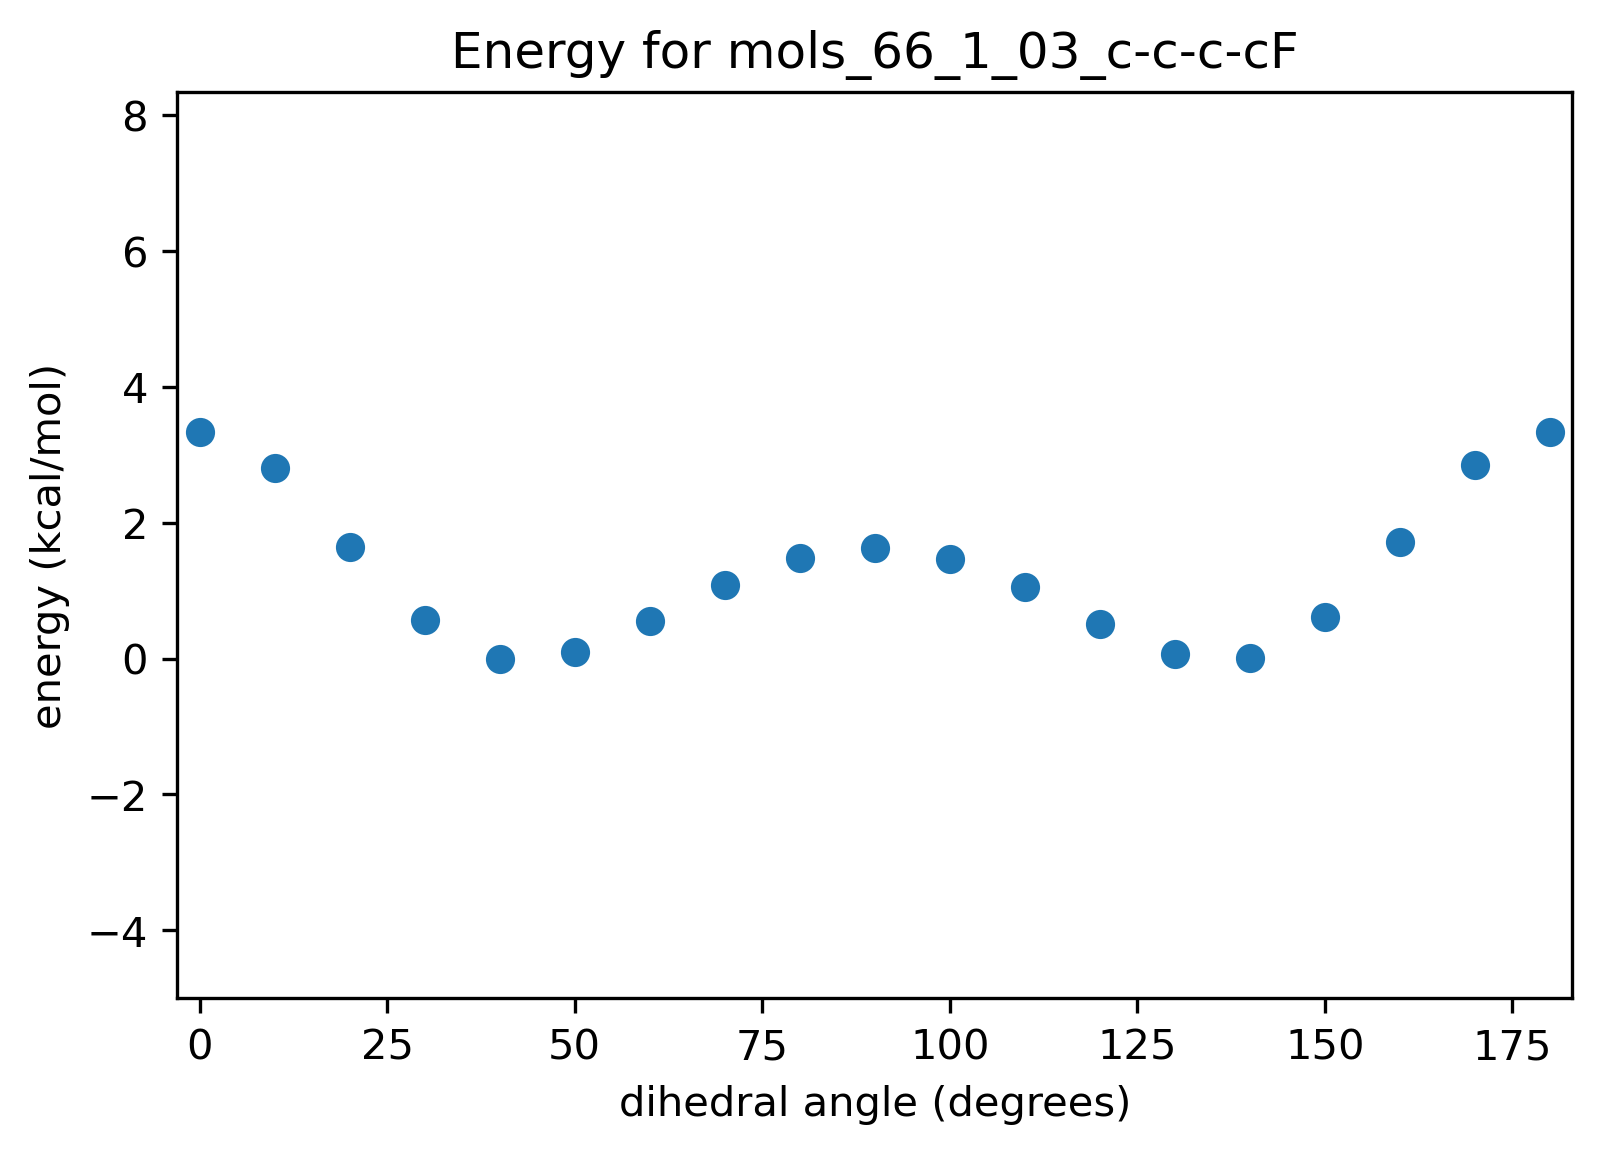 Energy for mols_66_1_03_c-c-c-cF
8
6
4
2
0
−2
−4
energy (kcal/mol)
0 25 50 75 100 125 150 175
dihedral angle (degrees)